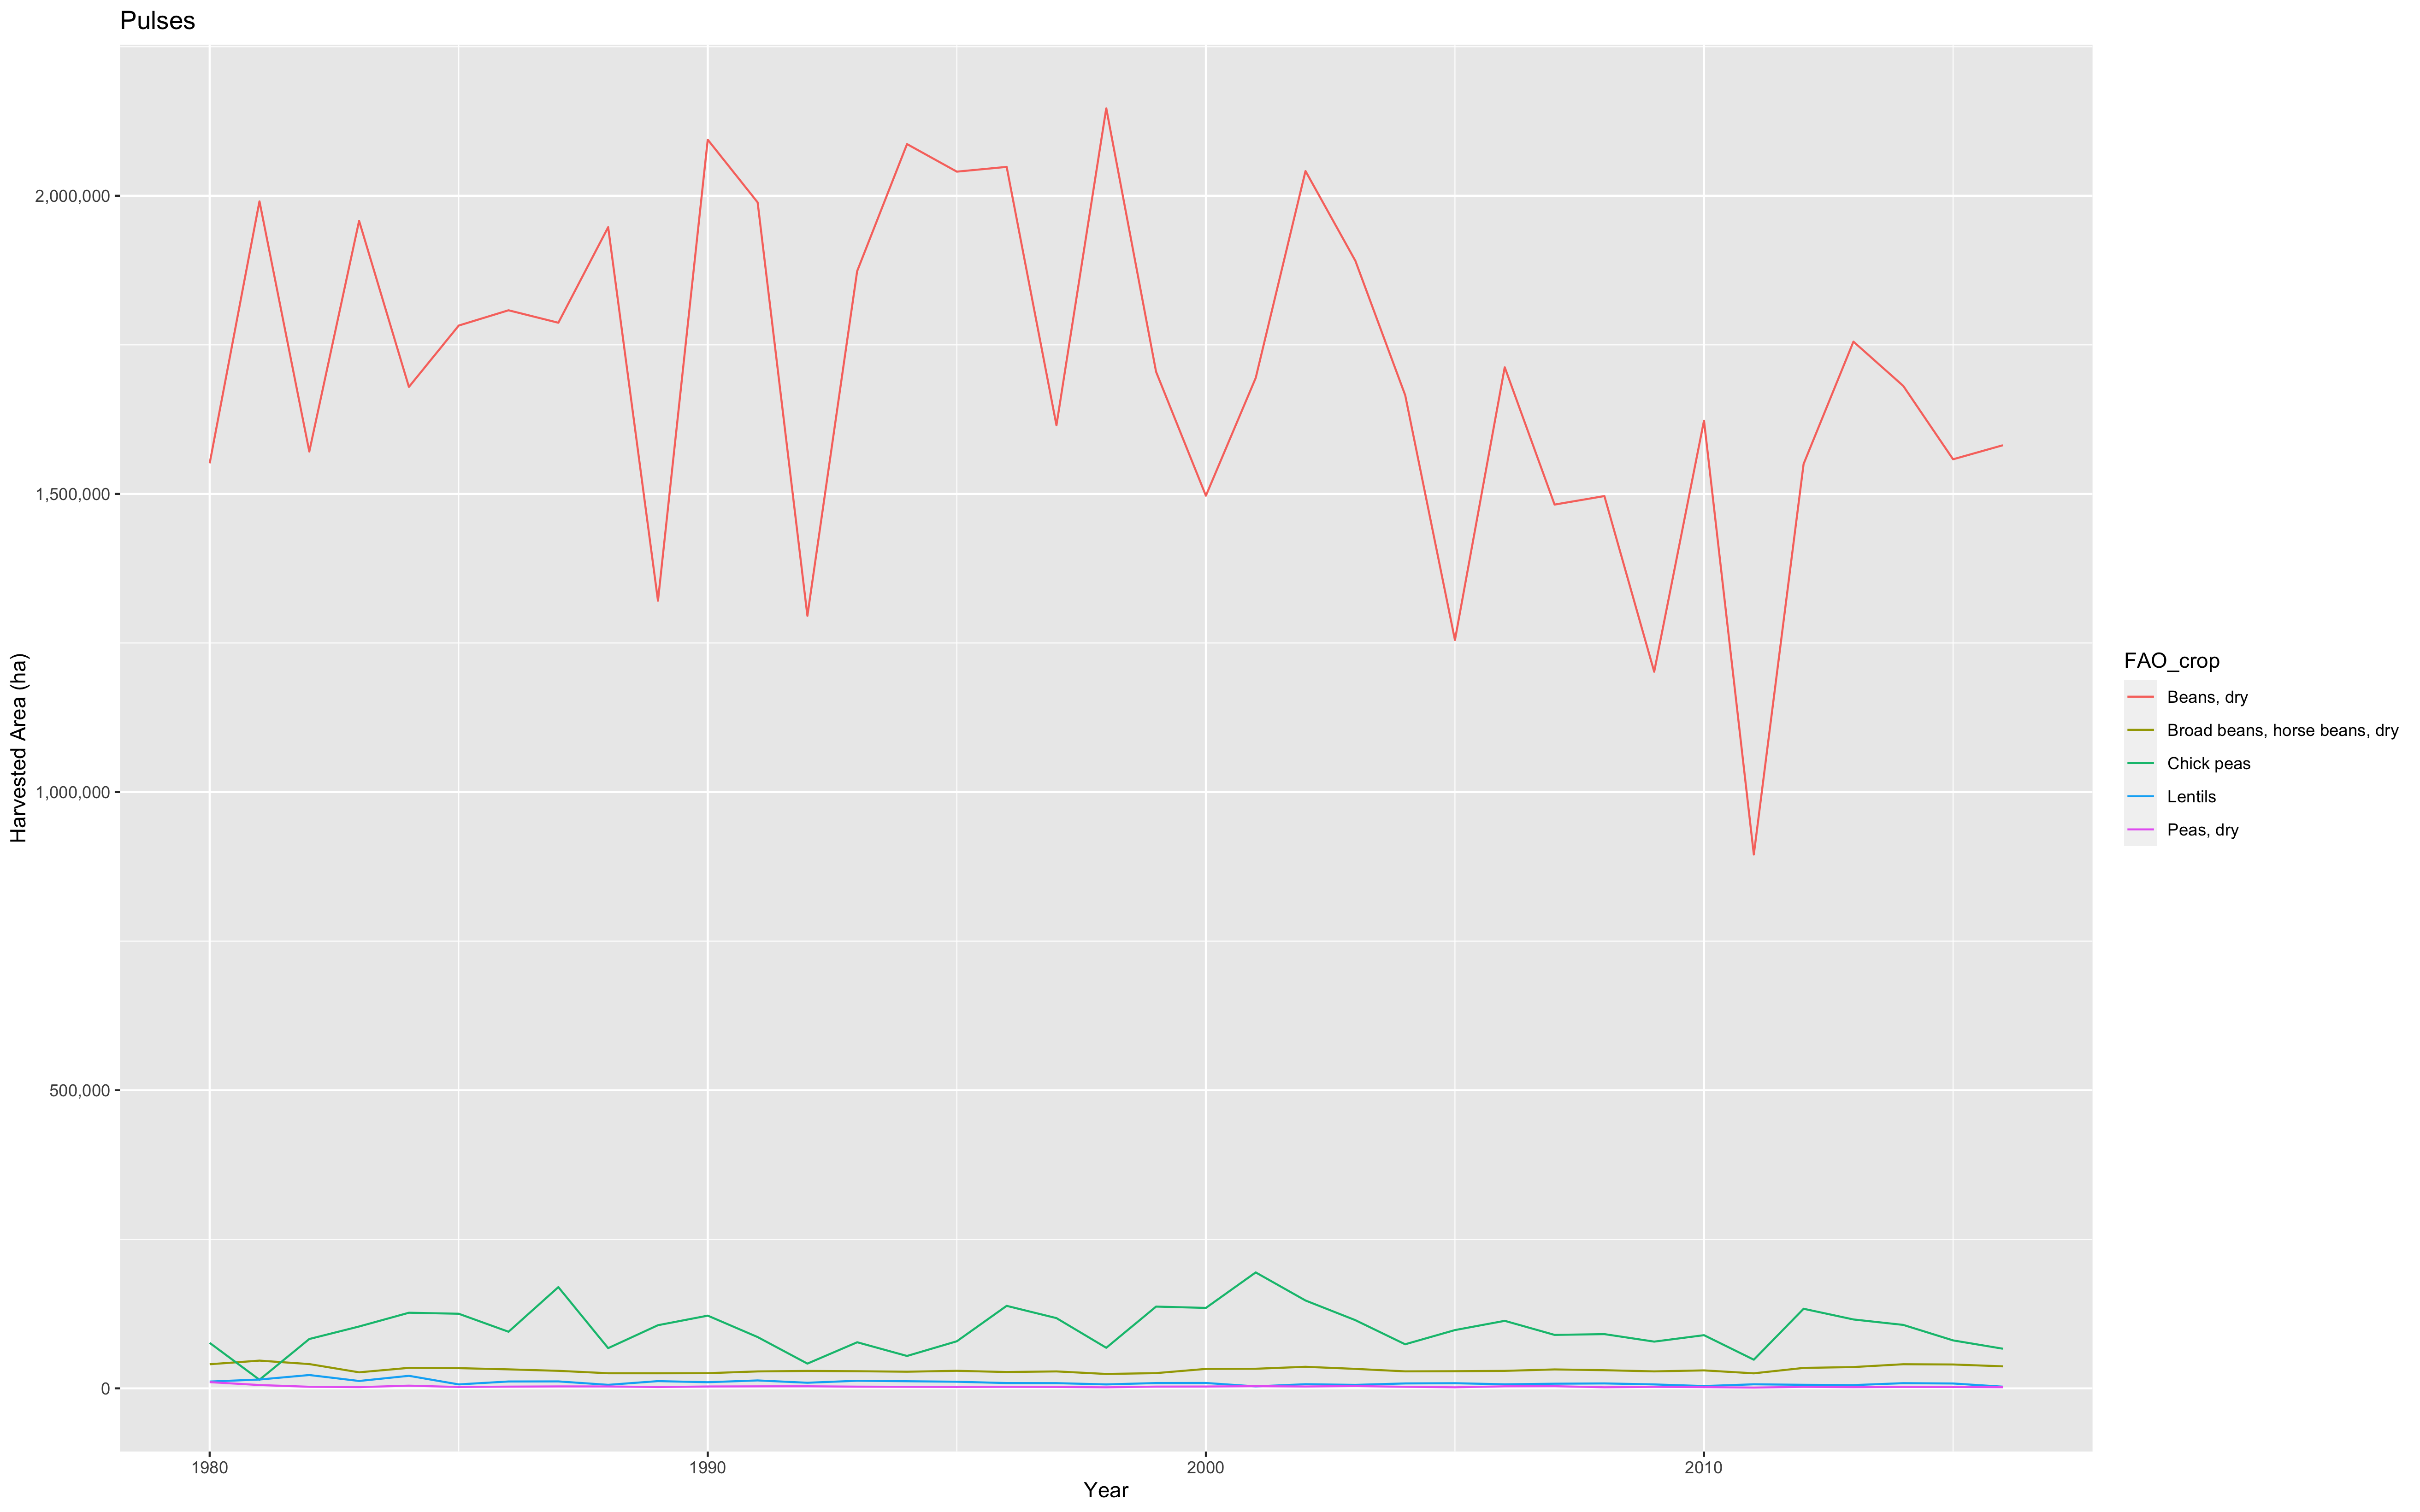 Pulses
Harvested Area (ha)
2,000,000
1,500,000
1,000,000
500,000
0
1980
1990
2000
2010
Year
FAO_crop
Beans, dry
Broad beans, horse beans, dry
Chick peas
Lentils
Peas, dry